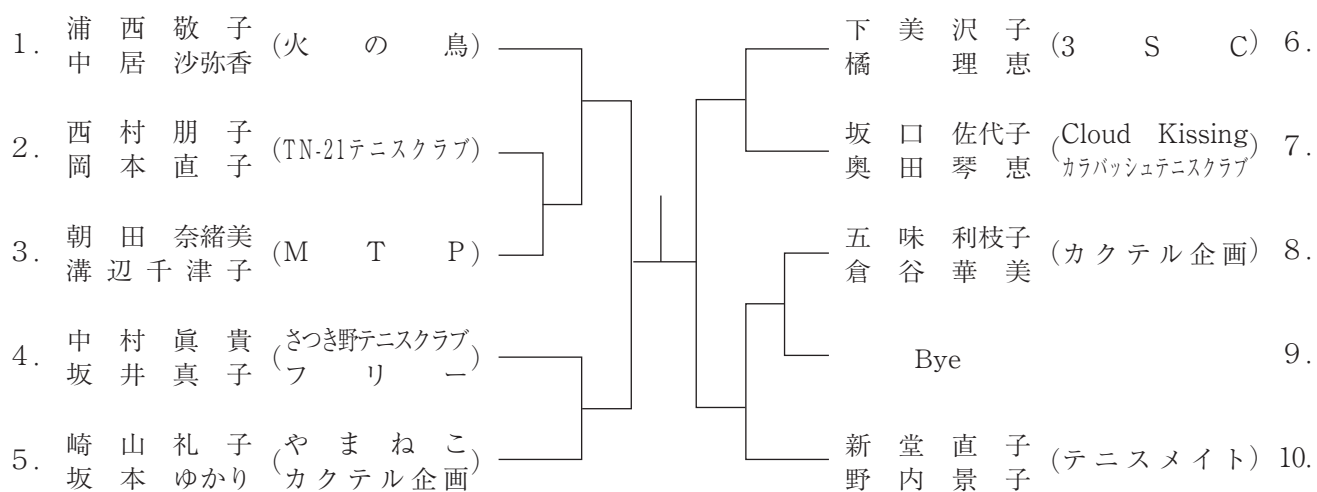 1. 浦西敬子 (火の鳥)
中居沙弥香
2. 西村朋子 (TN-21テニスクラブ)
岡本直子
3. 朝田奈緒美 (MTP)
溝辺千津子
4. 中村眞貴 (さつき野テニスクラブ
坂井真子 フリー)
5. 崎山礼子 (やまねこ
坂本ゆかり カクテル企画)
下美沢子 (3SC) 6.
橘理恵
坂口佐代子 (Cloud Kissing 7.
奥田琴恵 カラバッシュテニスクラブ)
五味利枝子 (カクテル企画) 8.
倉谷華美
Bye 9.
新堂直子 (テニスメイト) 10.
野内景子